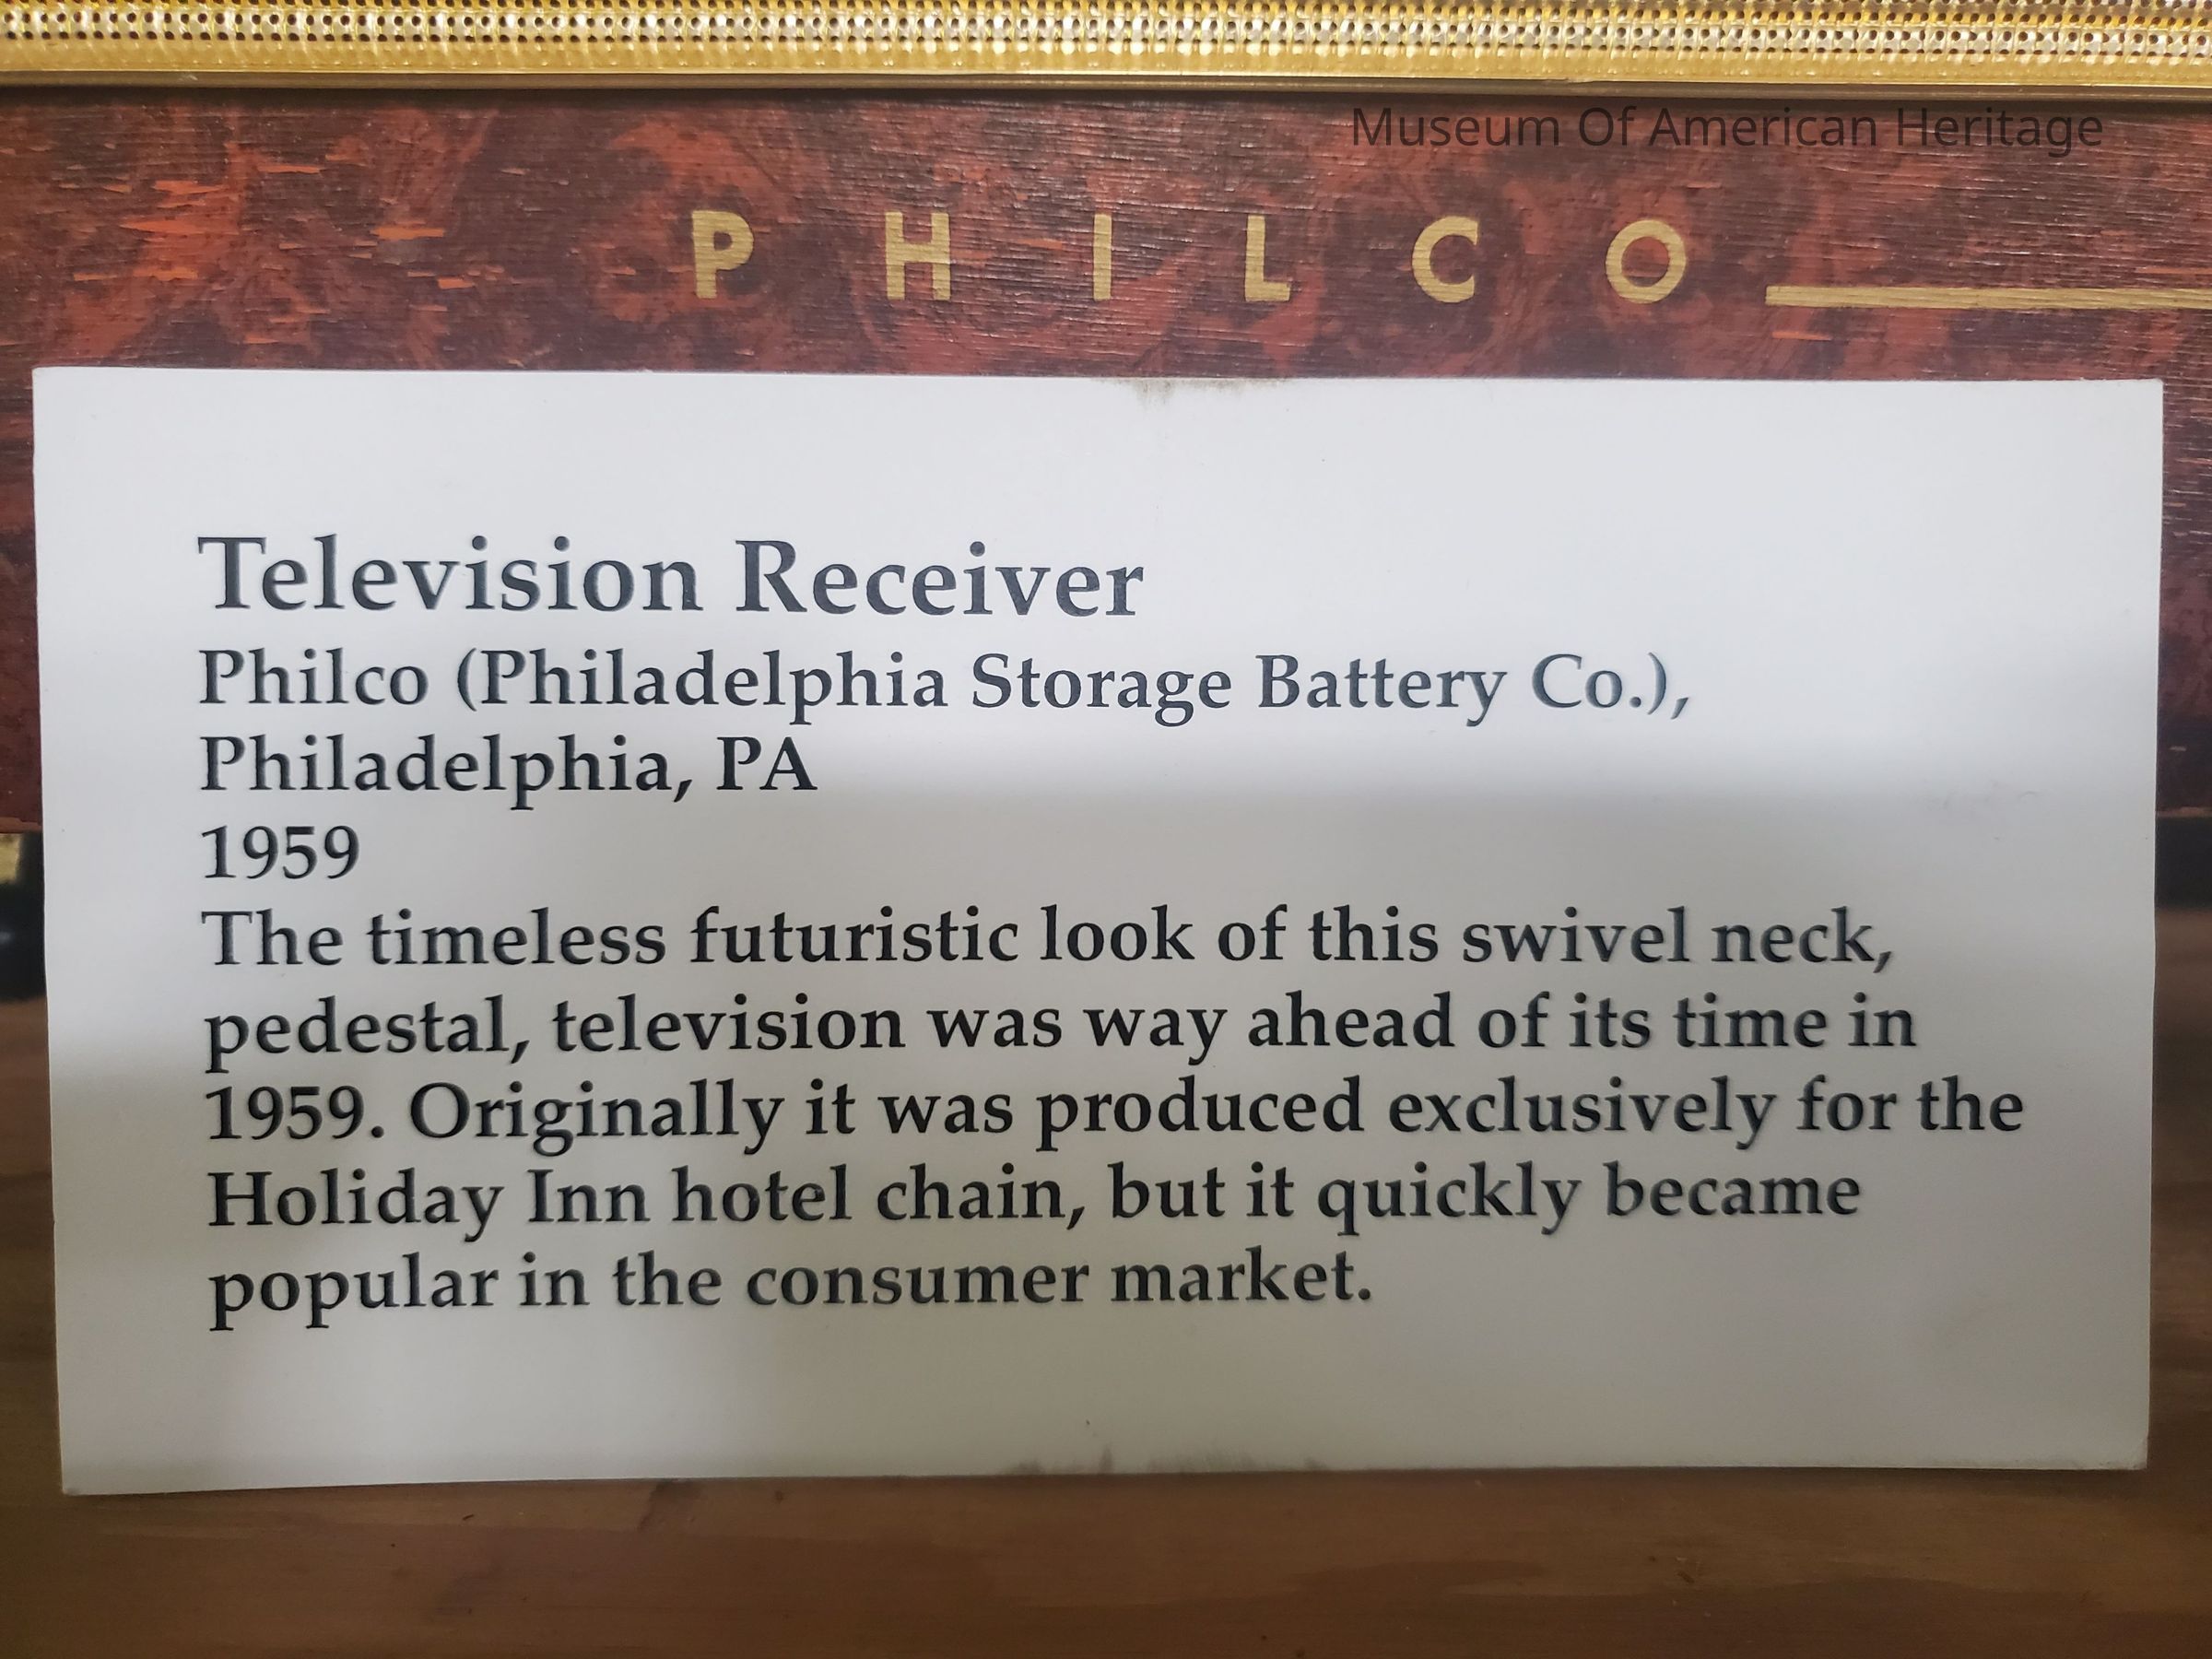 Museum Of American Heritage
PHILCO
Television Receiver
Philco (Philadelphia Storage Battery Co.),
Philadelphia, PA
1959
The timeless futuristic look of this swivel neck,
pedestal, television was way ahead of its time in
1959. Originally it was produced exclusively for the
Holiday Inn hotel chain, but it quickly became
popular in the consumer market.